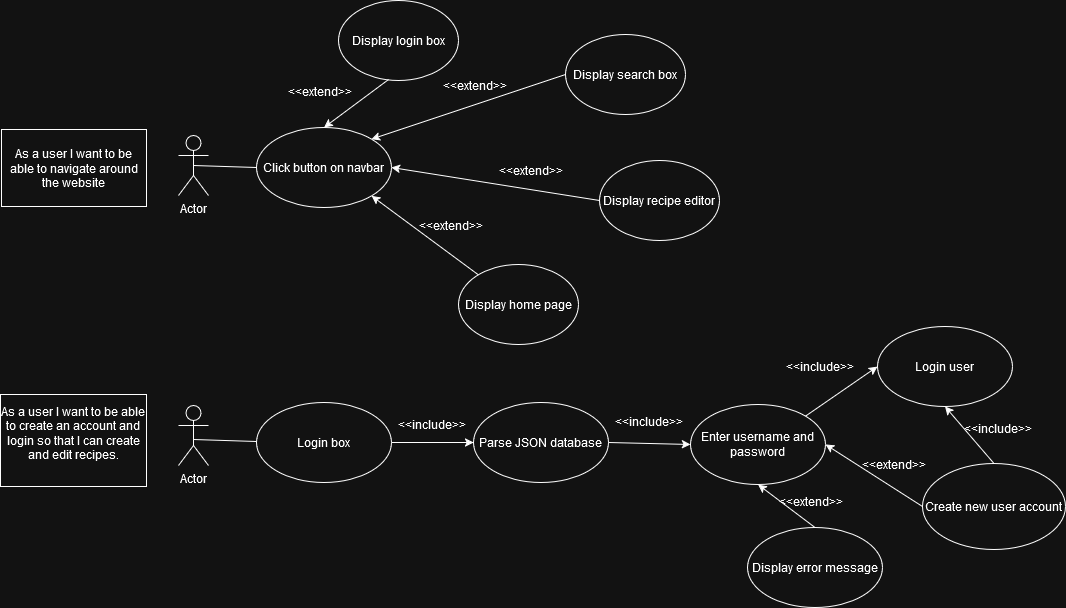 Display login box
<<extend>>
Display search box
<<extend>>
As a user I want to be
able to navigate around
the website
Actor
Click button on navbar
<<extend>>
Display recipe editor
<<extend>>
Display home page
As a user I want to be able
to create an account and
login so that I can create
and edit recipes.
Actor
Login box
<<include>>
Parse JSON database
<<include>>
Enter username and
password
<<include>>
Login user
<<include>>
<<extend>>
Create new user account
<<extend>>
Display error message